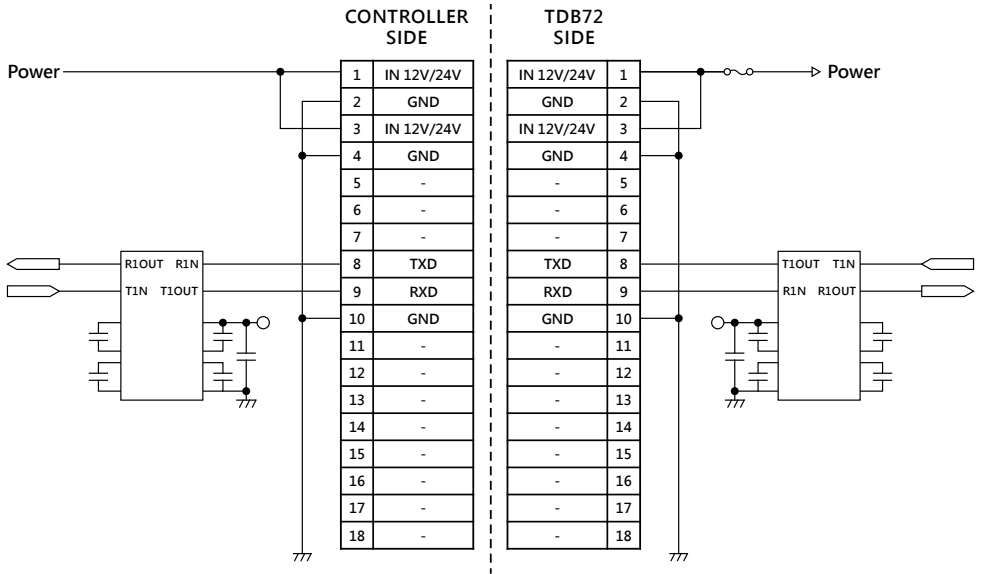 CONTROLLER
SIDE
TDB72
SIDE
Power
Power
1 IN 12V/24V
2 GND
3 IN 12V/24V
4 GND
5 -
6 -
7 -
8 TXD
9 RXD
10 GND
11 -
12 -
13 -
14 -
15 -
16 -
17 -
18 -
IN 12V/24V 1
GND 2
IN 12V/24V 3
GND 4
- 5
- 6
- 7
TXD 8
RXD 9
GND 10
- 11
- 12
- 13
- 14
- 15
- 16
- 17
- 18
R1OUT R1N
T1N T1OUT
T1OUT T1N
R1N R1OUT